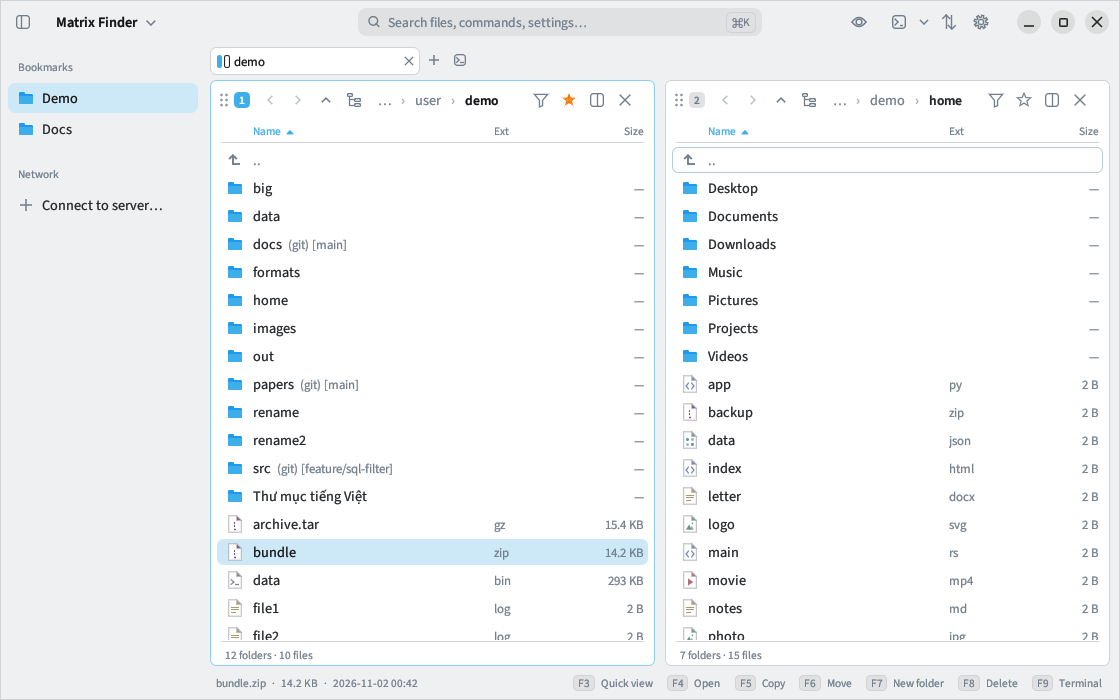 Matrix Finder
Search files, commands, settings… ⌘K
Bookmarks
Demo
Docs
Network
Connect to server…
demo
1 … › user › demo
Name Ext Size
..
big —
data —
docs (git) [main] —
formats —
home —
images —
out —
papers (git) [main] —
rename —
rename2 —
src (git) [feature/sql-filter] —
Thư mục tiếng Việt —
archive.tar gz 15.4 KB
bundle zip 14.2 KB
data bin 293 KB
file1 log 2 B
file2 log 2 B
12 folders · 10 files
2 … › demo › home
Name Ext Size
..
Desktop —
Documents —
Downloads —
Music —
Pictures —
Projects —
Videos —
app py 2 B
backup zip 2 B
data json 2 B
index html 2 B
letter docx 2 B
logo svg 2 B
main rs 2 B
movie mp4 2 B
notes md 2 B
photo jpg 2 B
7 folders · 15 files
bundle.zip · 14.2 KB · 2026-11-02 00:42
F3 Quick view F4 Open F5 Copy F6 Move F7 New folder F8 Delete F9 Terminal